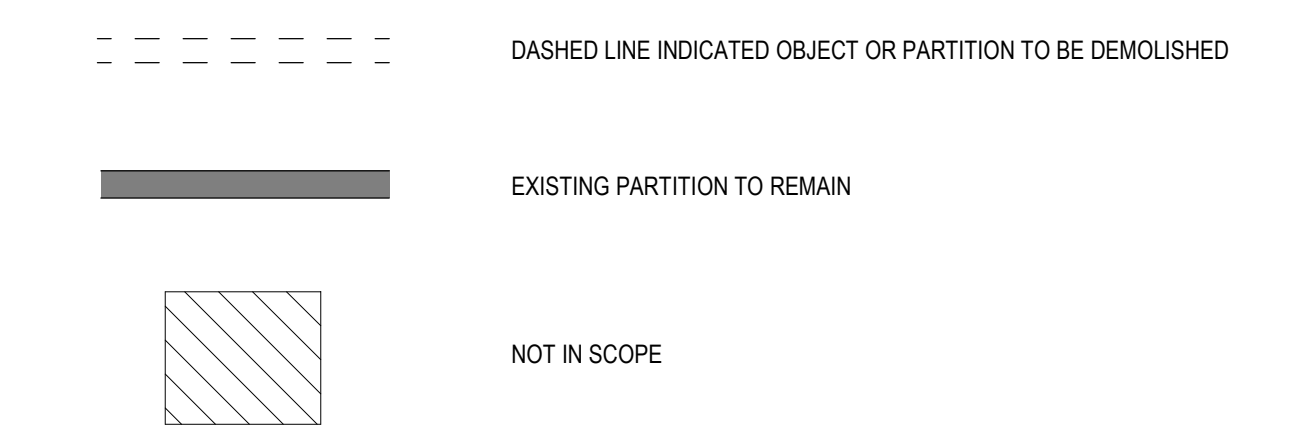 DASHED LINE INDICATED OBJECT OR PARTITION TO BE DEMOLISHED
EXISTING PARTITION TO REMAIN
NOT IN SCOPE